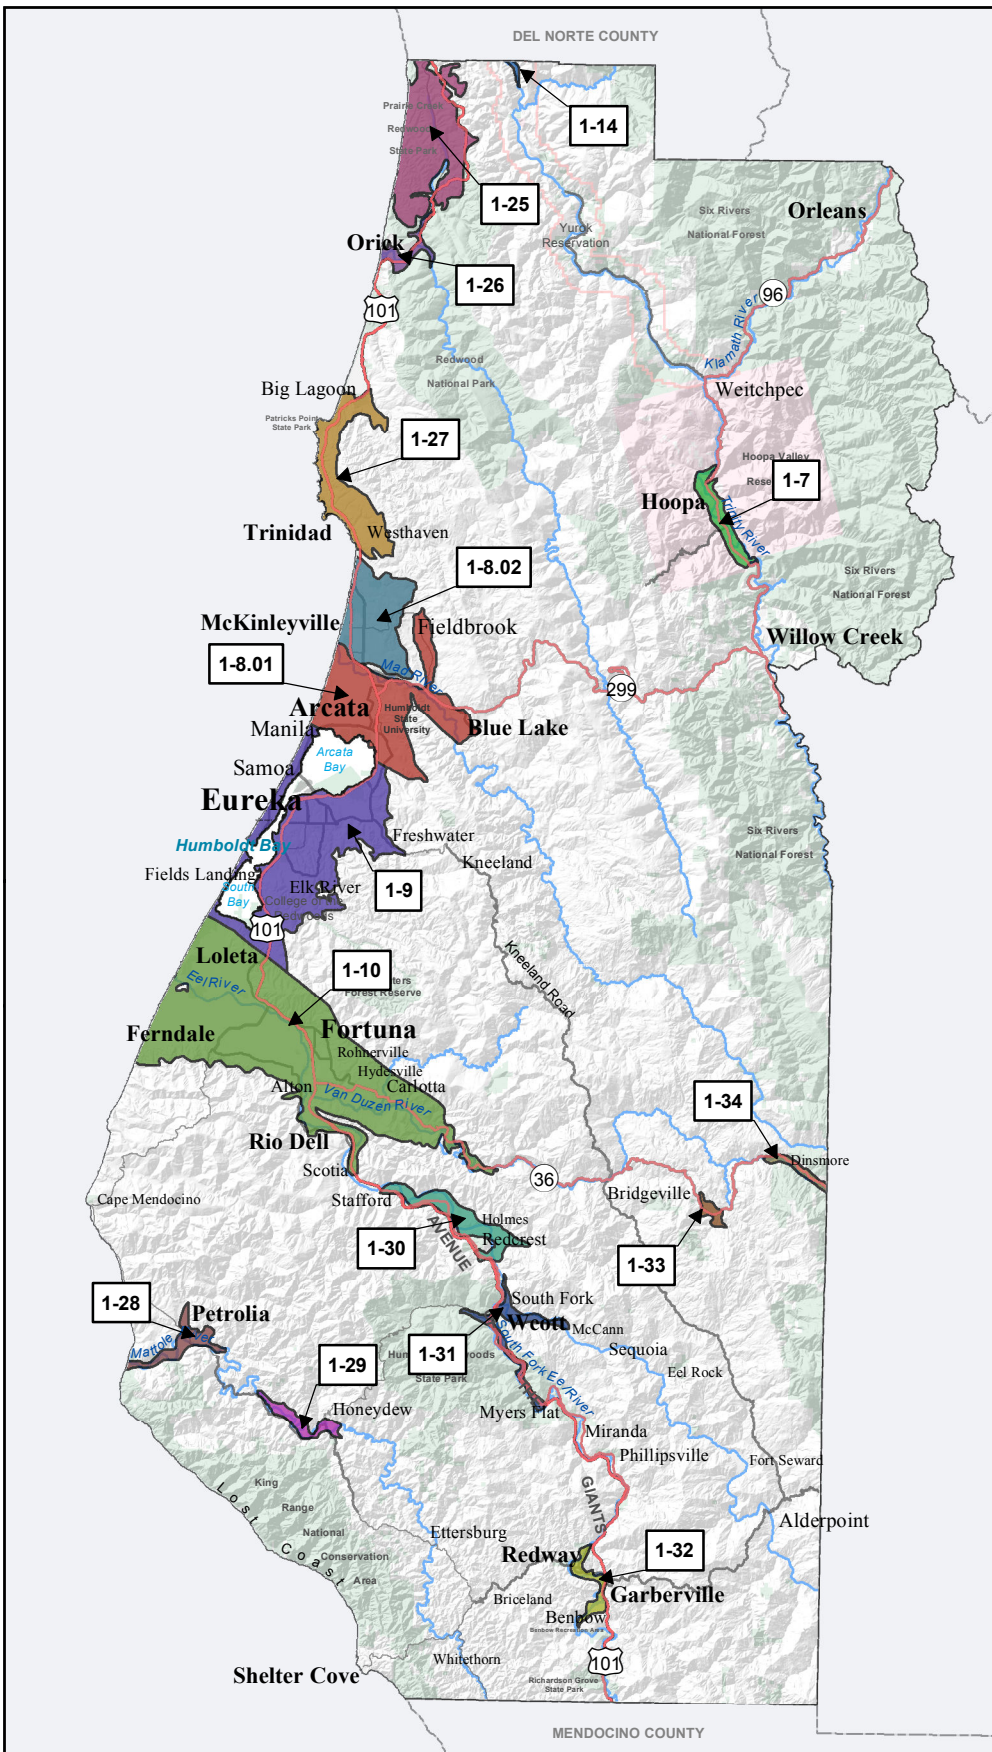 DEL NORTE COUNTY
1-14
Prairie Creek
Redwood
State Park
1-25
Six Rivers
National Forest
Orleans
Yurok
Reservation
Orick
1-26
96
101
Klamath River
Redwood
National Park
Weitchpec
Big Lagoon
Patricks Point
State Park
1-27
Hoopa Valley
1-7
Hoopa
Trinity River
Trinidad
Westhaven
1-8.02
Six Rivers
National Forest
McKinleyville
Fieldbrook
Willow Creek
1-8.01
Mad River
299
Arcata
Humboldt
State
University
Manila
Blue Lake
Arcata
Bay
Samoa
Eureka
Six Rivers
National Forest
Freshwater
Humboldt Bay
Kneeland
Fields Landing
Elk River
1-9
South
Bay
College of the
Redwoods
101
Loleta
Kneeland Road
1-10
Eel River
Forest Reserve
Ferndale
Fortuna
Rohnerville
Hydesville
Alton
Carlotta
Van Duzen River
1-34
Rio Dell
Dinsmore
Scotia
36
Bridgeville
Cape Mendocino
Stafford
Holmes
AVENUE
Redcrest
1-30
1-33
1-28
Petrolia
South Fork
Weott
McCann
Mattole River
1-31
Sequoia
State Park
South Fork Eel River
Eel Rock
1-29
Honeydew
Myers Flat
Miranda
Phillipsville
Fort Seward
King
Range
National
Conservation
Area
Lost Coast
GIANTS
Alderpoint
Ettersburg
Redway
1-32
Garberville
Briceland
Benbow
Benbow Recreation Area
Whitethorn
101
Shelter Cove
Richardson Grove
State Park
MENDOCINO COUNTY